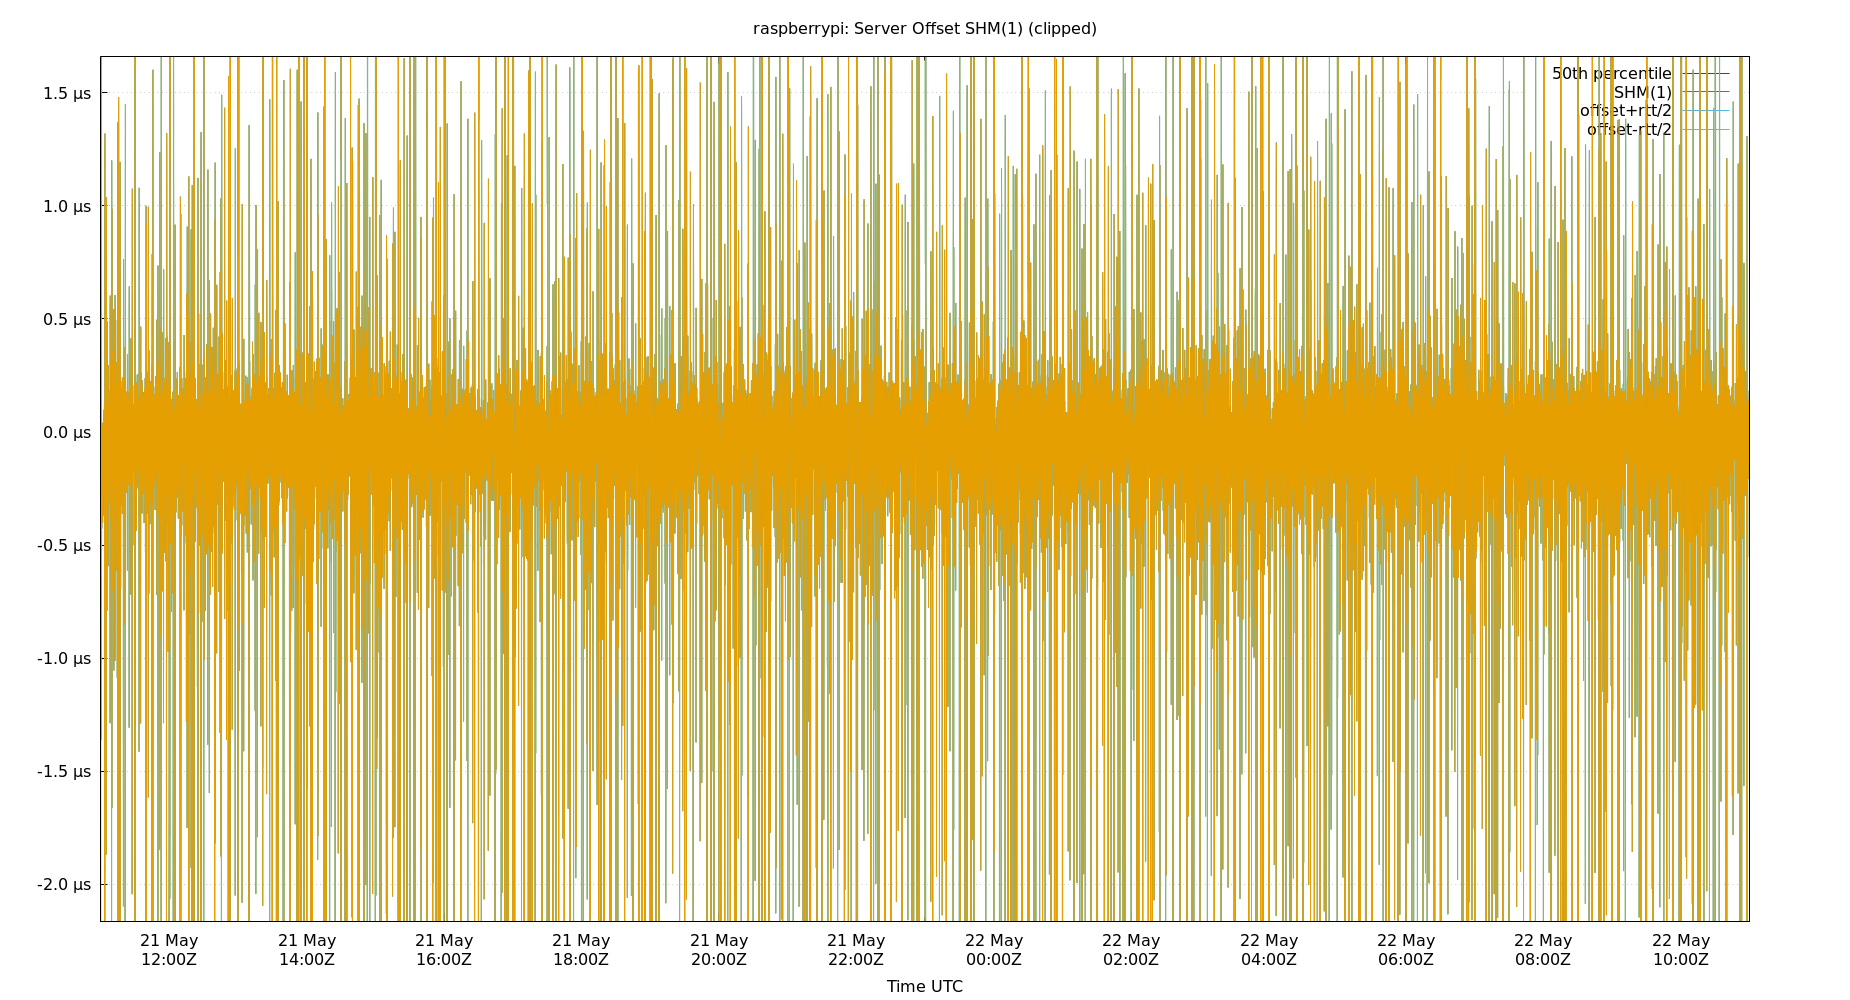 raspberrypi: Server Offset SHM(1) (clipped)
50th percentile
SHM(1)
offset+rtt/2
offset-rtt/2
1.5 µs
1.0 µs
0.5 µs
0.0 µs
-0.5 µs
-1.0 µs
-1.5 µs
-2.0 µs
21 May 21 May 21 May 21 May 21 May 21 May 22 May 22 May 22 May 22 May 22 May 22 May
12:00Z 14:00Z 16:00Z 18:00Z 20:00Z 22:00Z 00:00Z 02:00Z 04:00Z 06:00Z 08:00Z 10:00Z
Time UTC